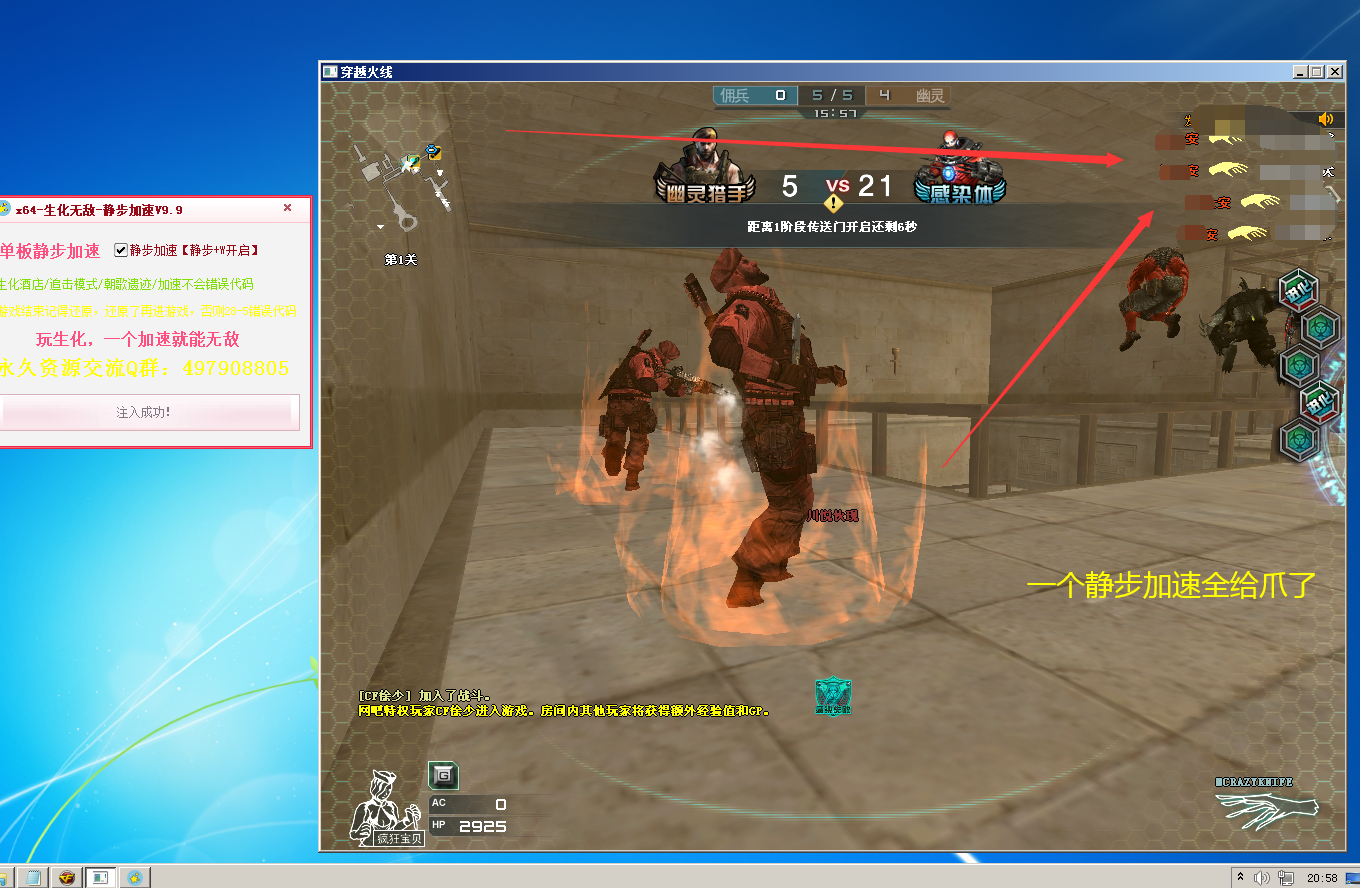 穿越火线
佣兵 0 5 / 5 4 幽灵
15:57
5 VS 21
幽灵猎手
感染体
距离1阶段传送门开启还剩6秒
第1关
安
安
安
安
进化
进化
x64-生化无敌-静步加速V9.9
单板静步加速 静步加速【静步+W开启】
生化酒店/追击模式/朝歌遗迹/加速不会错误代码
玩生化，一个加速就能无敌
永久资源交流Q群：497908805
注入成功!
一个静步加速全给爪了
[CF徐少] 加入了战斗。
网吧特权玩家CF徐少进入游戏。房间内其他玩家将获得额外经验值和GP。
G
AC 0
HP 2925
疯狂宝贝
CRAZYKNIFE
20:58